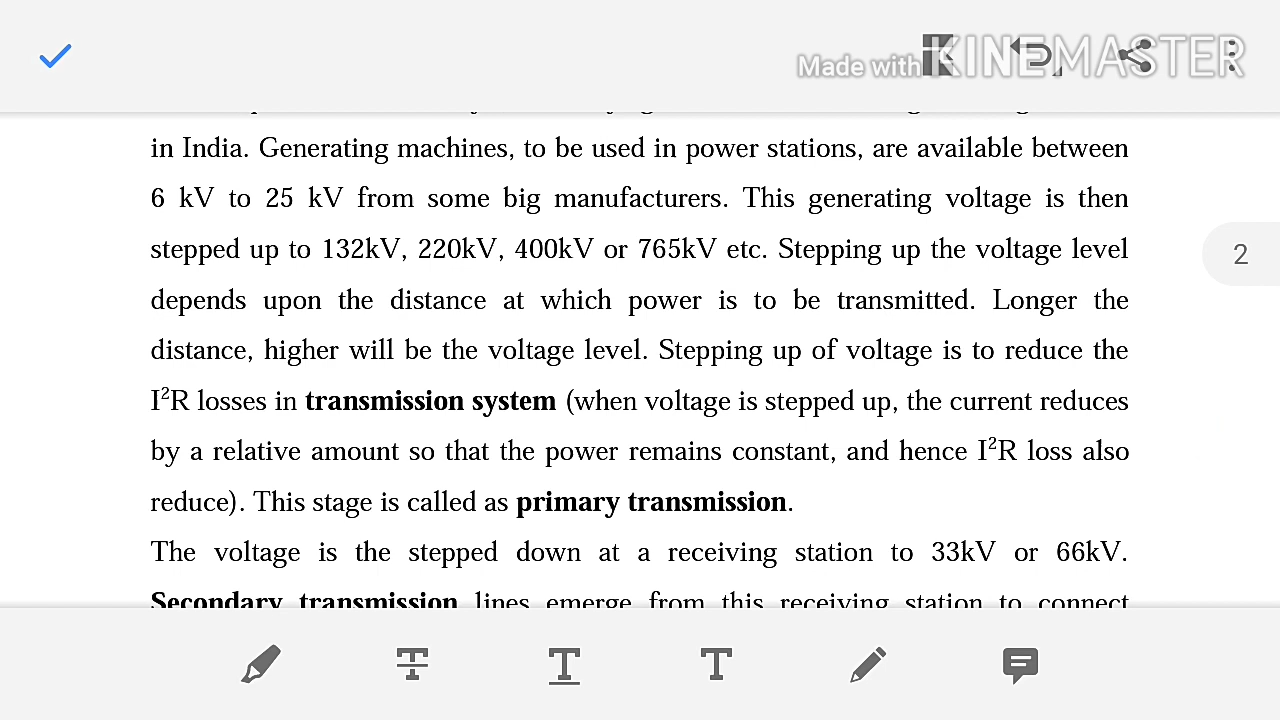 Made with KINEMASTER
in India. Generating machines, to be used in power stations, are available between
6 kV to 25 kV from some big manufacturers. This generating voltage is then
2
stepped up to 132kV, 220kV, 400kV or 765kV etc. Stepping up the voltage level
depends upon the distance at which power is to be transmitted. Longer the
distance, higher will be the voltage level. Stepping up of voltage is to reduce the
I²R losses in transmission system (when voltage is stepped up, the current reduces
by a relative amount so that the power remains constant, and hence I²R loss also
reduce). This stage is called as primary transmission.
The voltage is the stepped down at a receiving station to 33kV or 66kV.
Secondary transmission lines emerge from this receiving station to connect